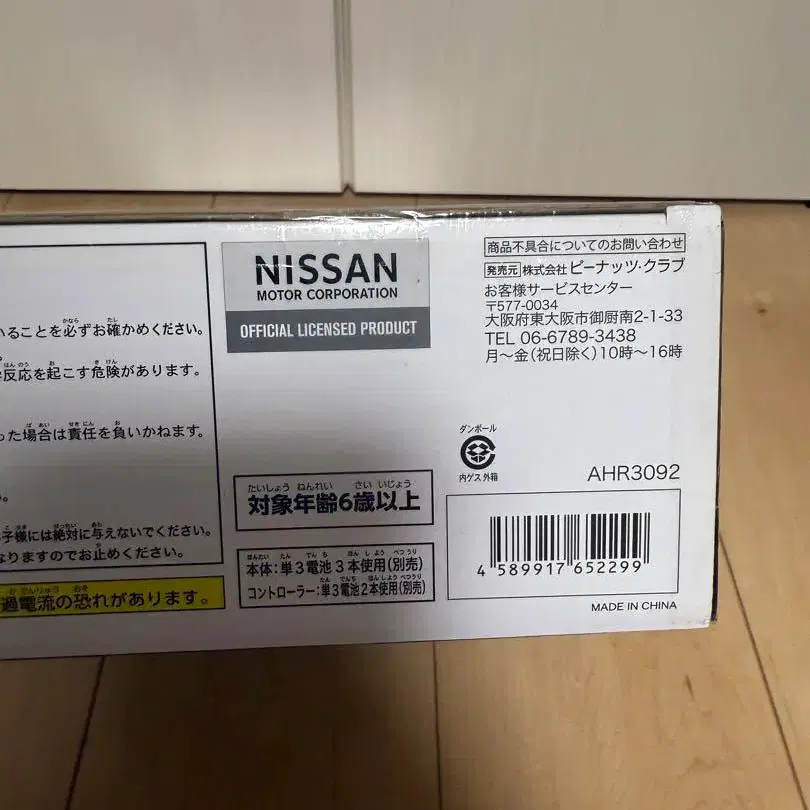 いることを必ずお確かめください。
反応を起こす危険があります。
った場合は責任を負いかねます。
子様には絶対に与えないでください。
なりますのでお止めください。
過電流の恐れがあります。
NISSAN
MOTOR CORPORATION
OFFICIAL LICENSED PRODUCT
対象年齢6歳以上
本体:単3電池3本使用(別売)
コントローラー:単3電池2本使用(別売)
商品不具合についてのお問い合わせ
発売元 株式会社 ピーナッツ・クラブ
お客様サービスセンター
〒577-0034
大阪府東大阪市御厨南2-1-33
TEL 06-6789-3438
月〜金(祝日除く)10時〜16時
ダンボール
内ゲス 外箱
AHR3092
4 589917 652299
MADE IN CHINA